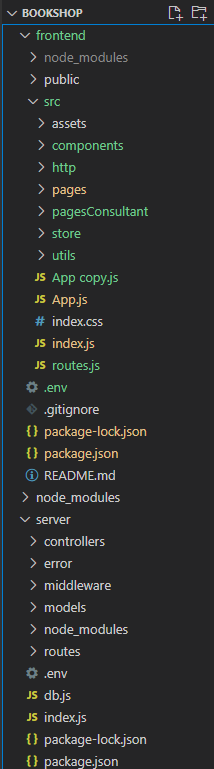 BOOKSHOP
frontend
node_modules
public
src
assets
components
http
pages
pagesConsultant
store
utils
JS App copy.js
JS App.js
# index.css
JS index.js
JS routes.js
.env
.gitignore
{} package-lock.json
{} package.json
README.md
node_modules
server
controllers
error
middleware
models
node_modules
routes
.env
JS db.js
JS index.js
{} package-lock.json
{} package.json